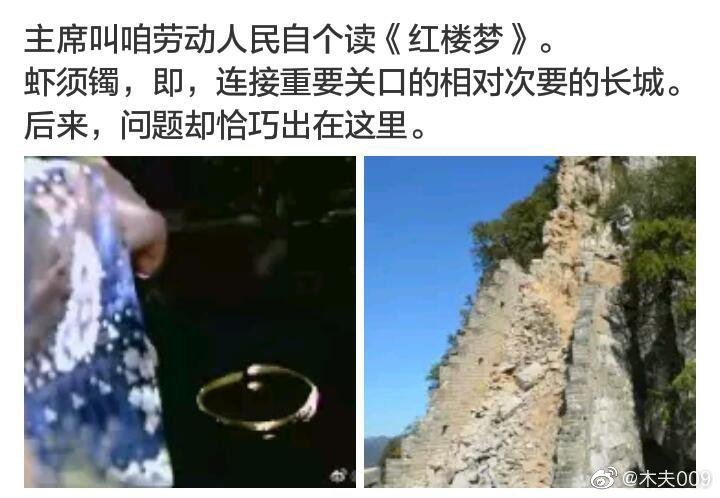 主席叫咱劳动人民自个读《红楼梦》。
虾须镯，即，连接重要关口的相对次要的长城。
后来，问题却恰巧出在这里。
@木夫009